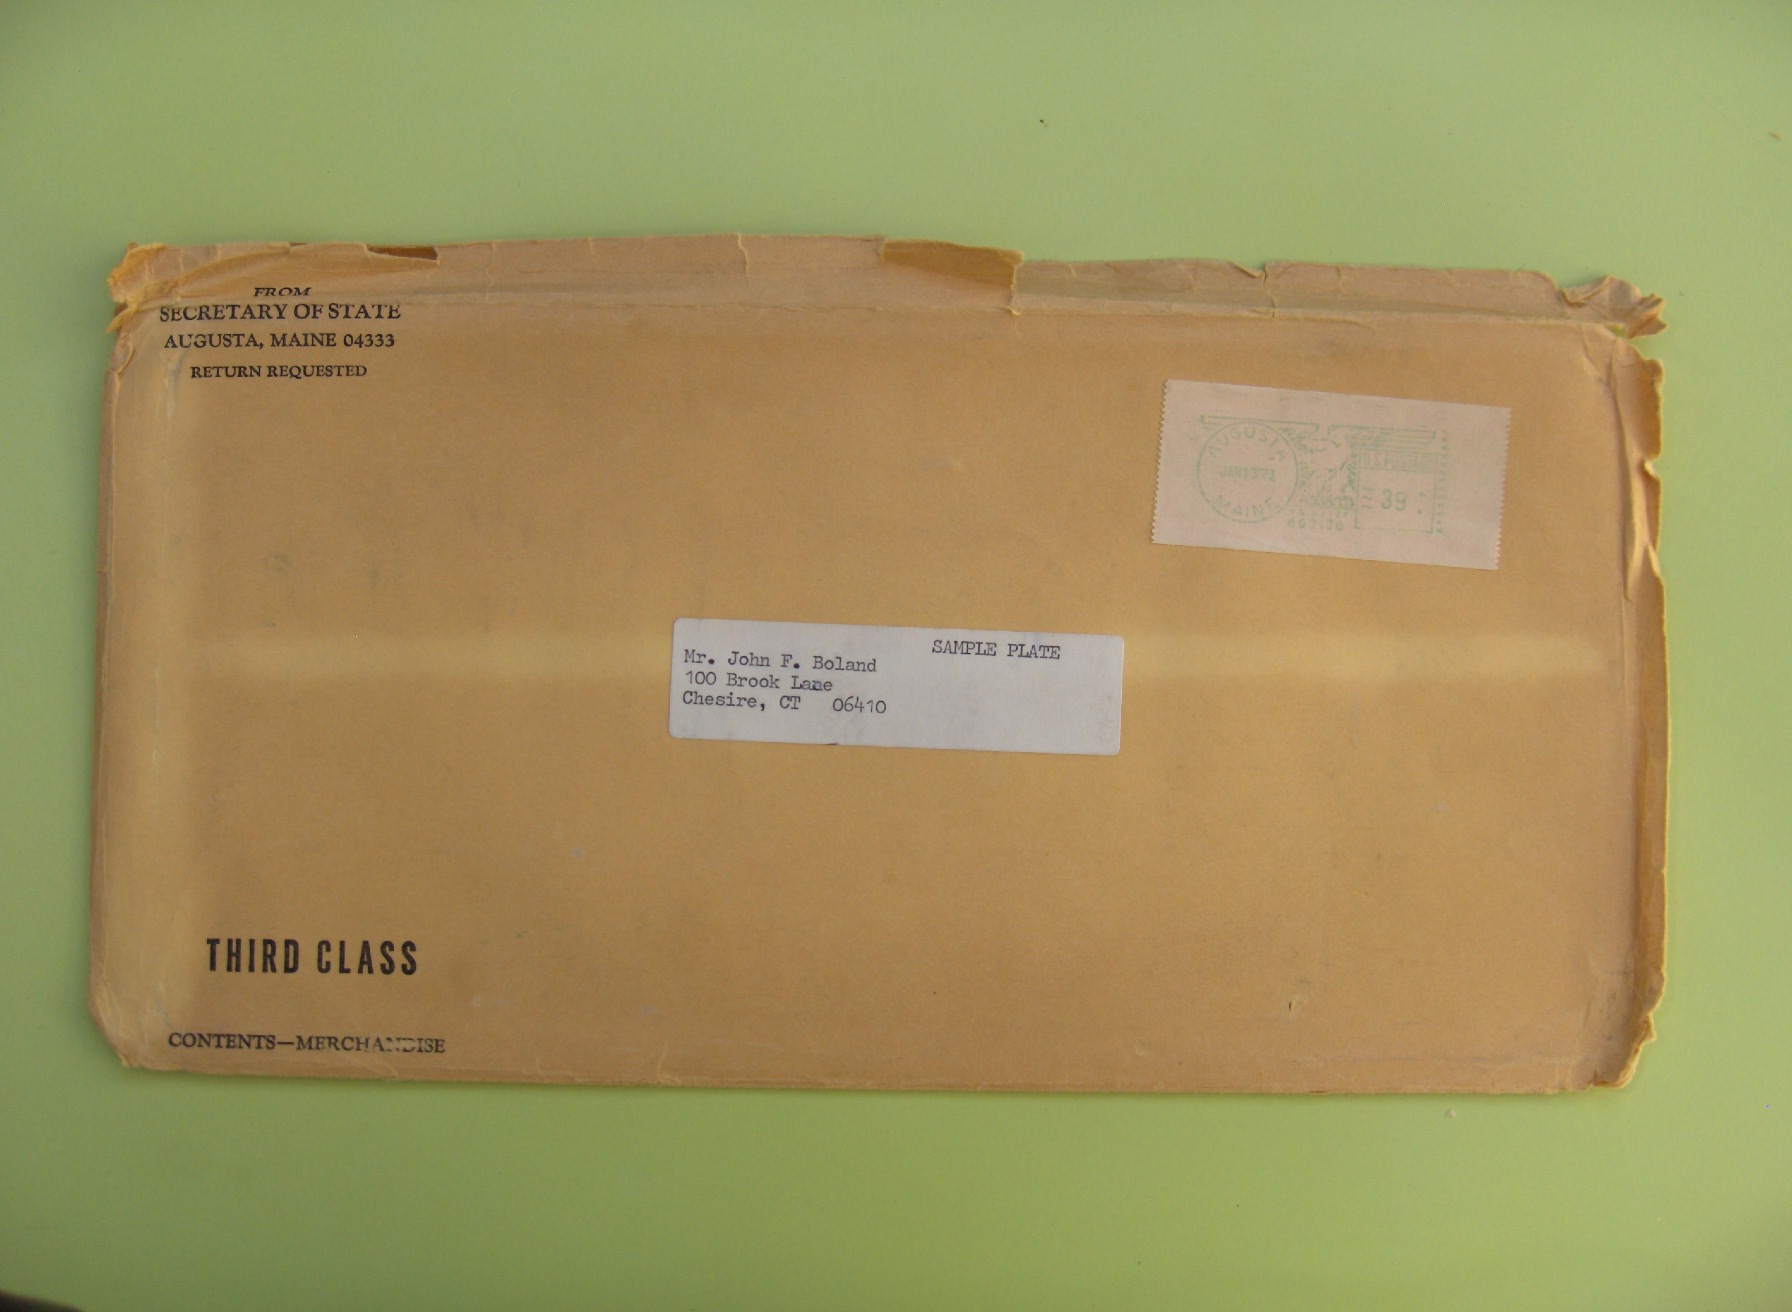 FROM
SECRETARY OF STATE
AUGUSTA, MAINE 04333
RETURN REQUESTED
AUGUSTA
MAINE
39
SAMPLE PLATE
Mr. John F. Boland
100 Brook Lane
Chesire, CT 06410
THIRD CLASS
CONTENTS—MERCHANDISE